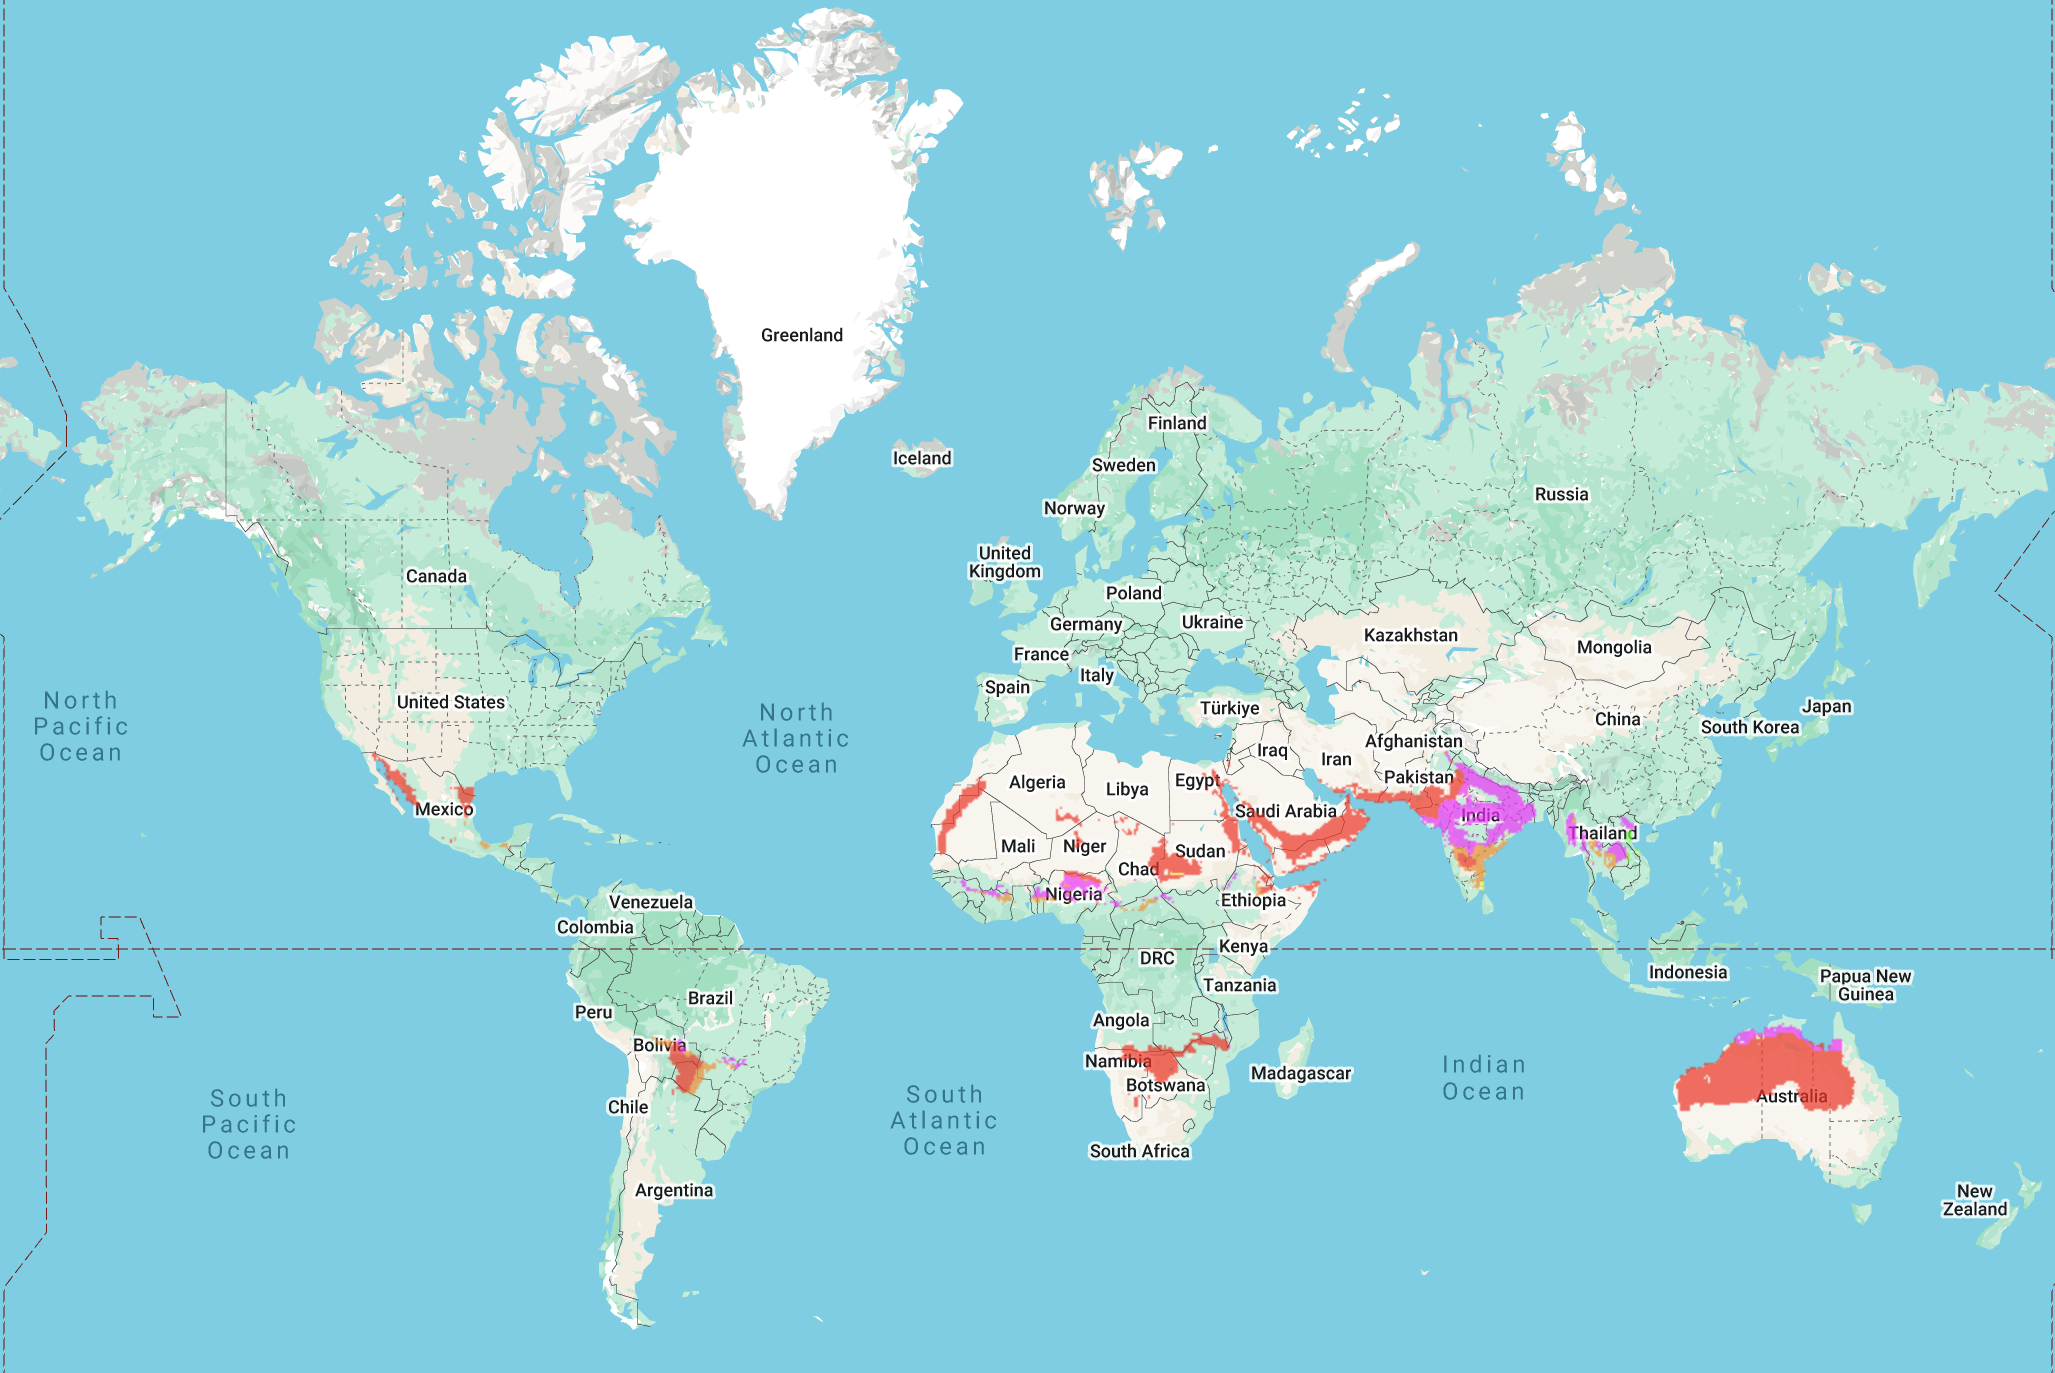 Greenland
Finland
Iceland
Sweden
Russia
Norway
United
Kingdom
Canada
Poland
Germany
Ukraine
Kazakhstan
Mongolia
France
Italy
Spain
United States
Türkiye
Japan
China
South Korea
North
Pacific
Ocean
North
Atlantic
Ocean
Iraq
Iran
Afghanistan
Pakistan
Algeria
Libya
Egypt
Saudi Arabia
India
Mexico
Mali
Niger
Chad
Sudan
Thailand
Nigeria
Ethiopia
Venezuela
Colombia
Kenya
DRC
Tanzania
Indonesia
Papua New
Guinea
Brazil
Peru
Angola
Bolivia
Namibia
Botswana
Madagascar
Indian
Ocean
Australia
Chile
South
Pacific
Ocean
South
Atlantic
Ocean
South Africa
Argentina
New
Zealand